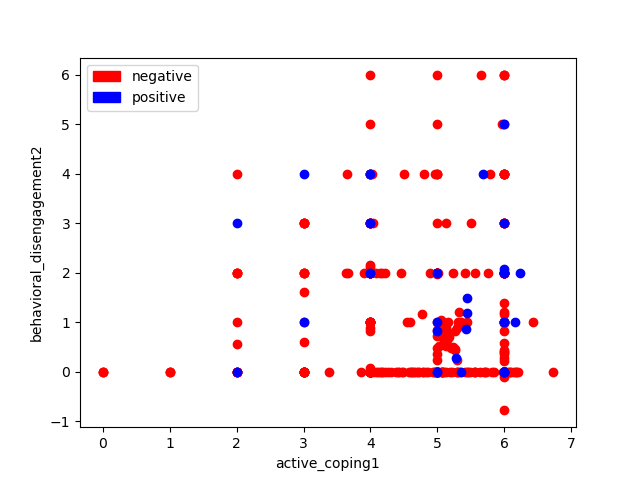 negative
positive
6
5
4
3
2
1
0
−1
behavioral_disengagement2
0 1 2 3 4 5 6 7
active_coping1